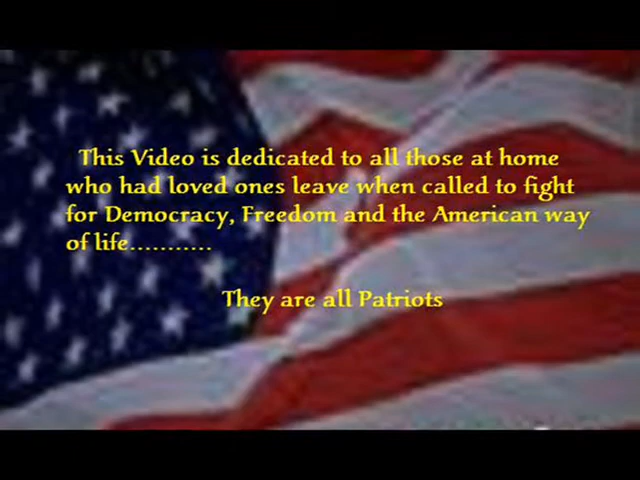 This Video is dedicated to all those at home
who had loved ones leave when called to fight
for Democracy, Freedom and the American way
of life...........
They are all Patriots